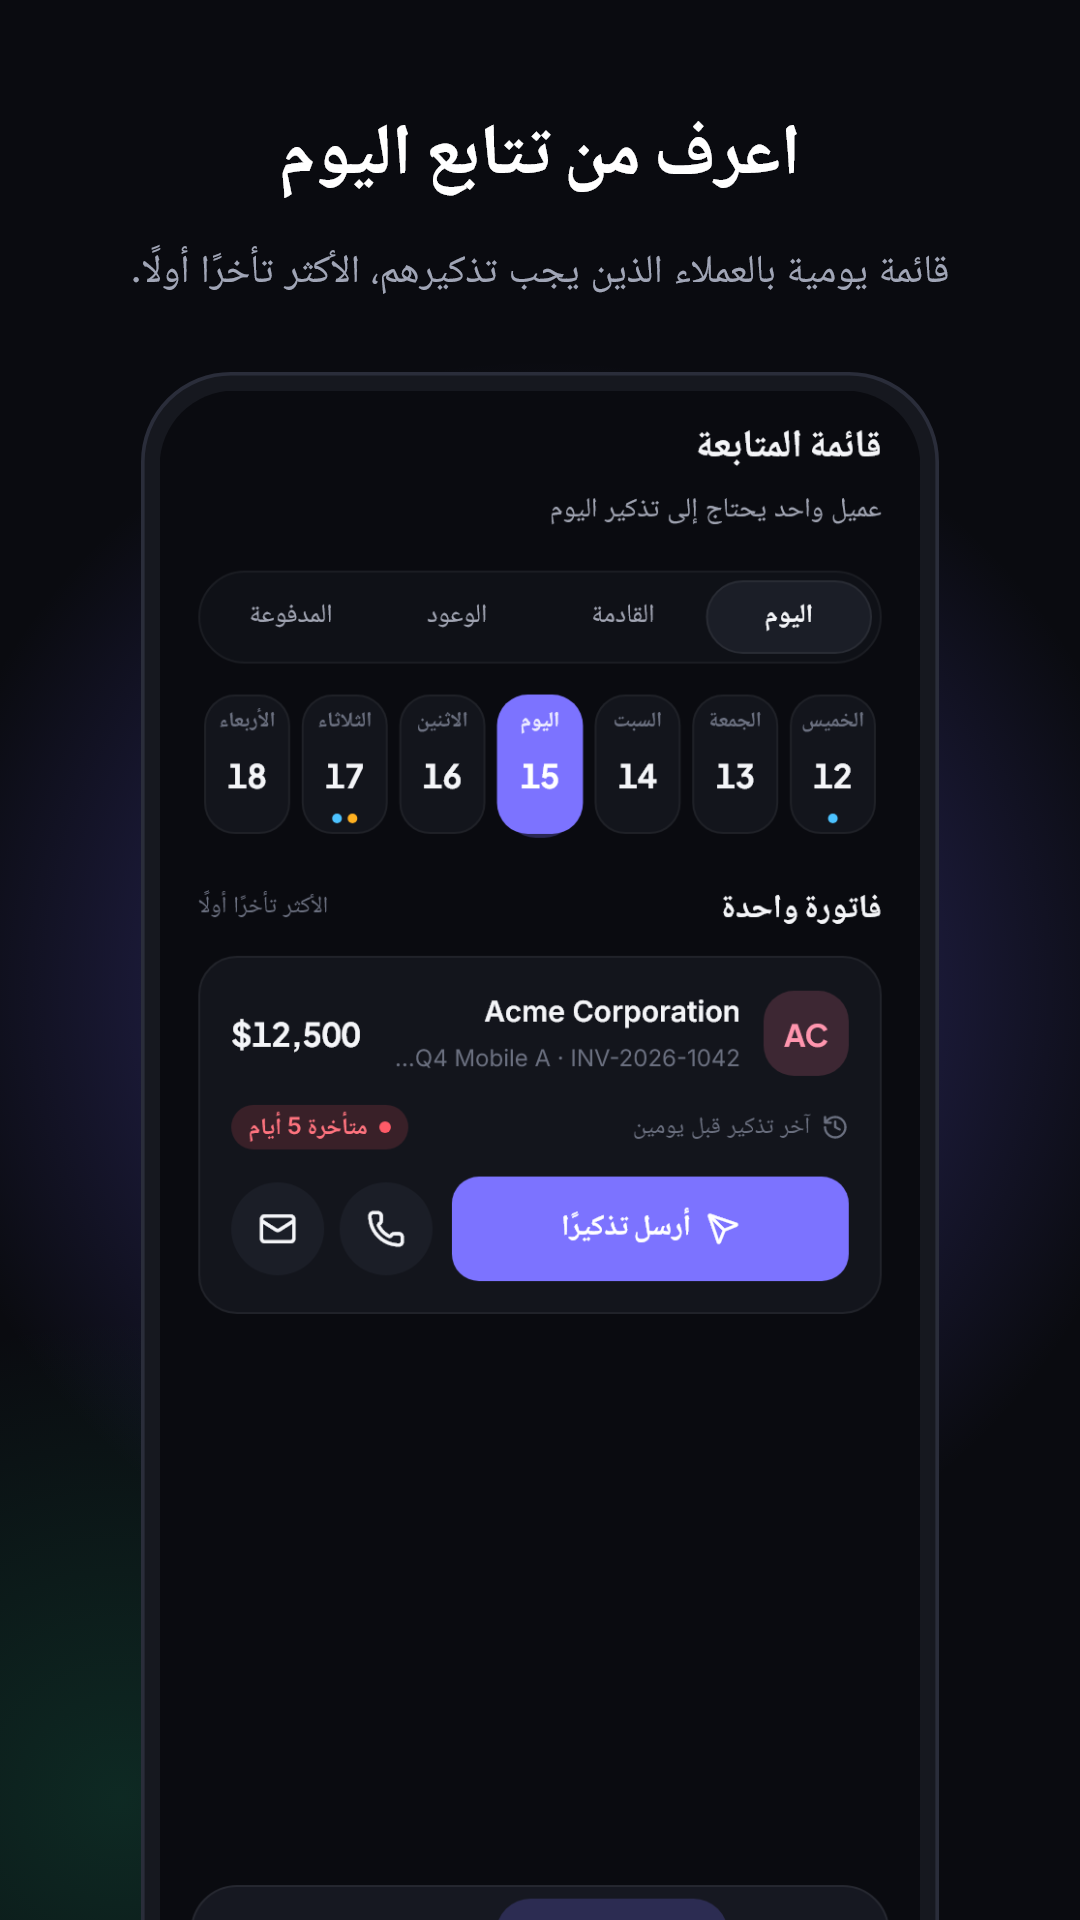 اعرف من تتابع اليوم
قائمة يومية بالعملاء الذين يجب تذكيرهم، الأكثر تأخرًا أولًا.
قائمة المتابعة
عميل واحد يحتاج إلى تذكير اليوم
اليوم القادمة الوعود المدفوعة
الخميس الجمعة السبت اليوم الاثنين الثلاثاء الأربعاء
12 13 14 15 16 17 18
فاتورة واحدة الأكثر تأخرًا أولًا
AC Acme Corporation $12,500
INV-2026-1042 · Q4 Mobile A...
آخر تذكير قبل يومين متأخرة 5 أيام
أرسل تذكيرًا